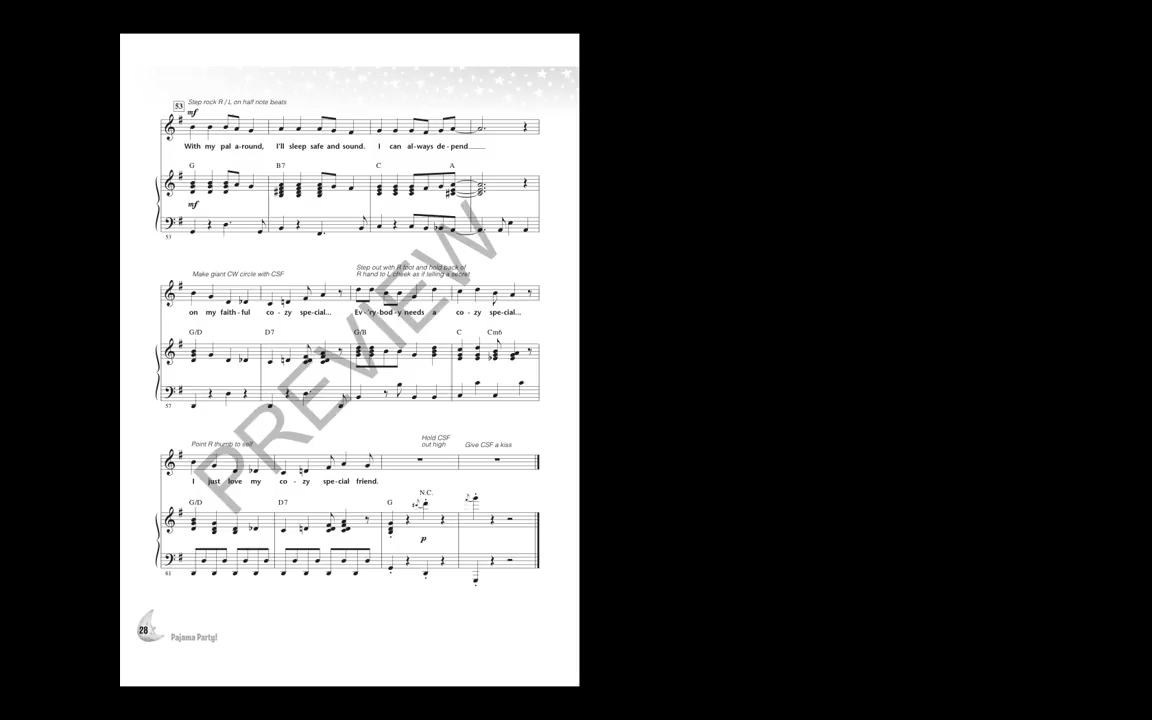 53 Step rock R / L on half note beats
mf
With my pal a-round, I'll sleep safe and sound. I can al-ways de-pend
G B7 C A
mf
53
Make giant CW circle with CSF
Step out with R foot and hold back of
R hand to L cheek as if telling a secret
on my faith-ful co - zy spe-cial... Ev-'ry-bod-y needs a co - zy spe-cial...
G/D D7 G/B C Cm6
57
Point R thumb to self
Hold CSF
out high
Give CSF a kiss
I just love my co - zy spe-cial friend.
G/D D7 G N.C.
p
61
28
Pajama Party!
PREVIEW